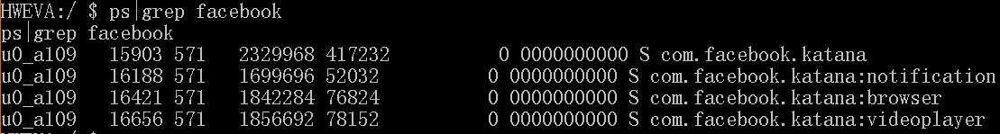 HWEVA:/ $ ps|grep facebook
ps|grep facebook
u0_a109 15903 571 2329968 417232 0 0000000000 S com.facebook.katana
u0_a109 16188 571 1699696 52032 0 0000000000 S com.facebook.katana:notification
u0_a109 16421 571 1842284 76824 0 0000000000 S com.facebook.katana:browser
u0_a109 16656 571 1856692 78152 0 0000000000 S com.facebook.katana:videoplayer